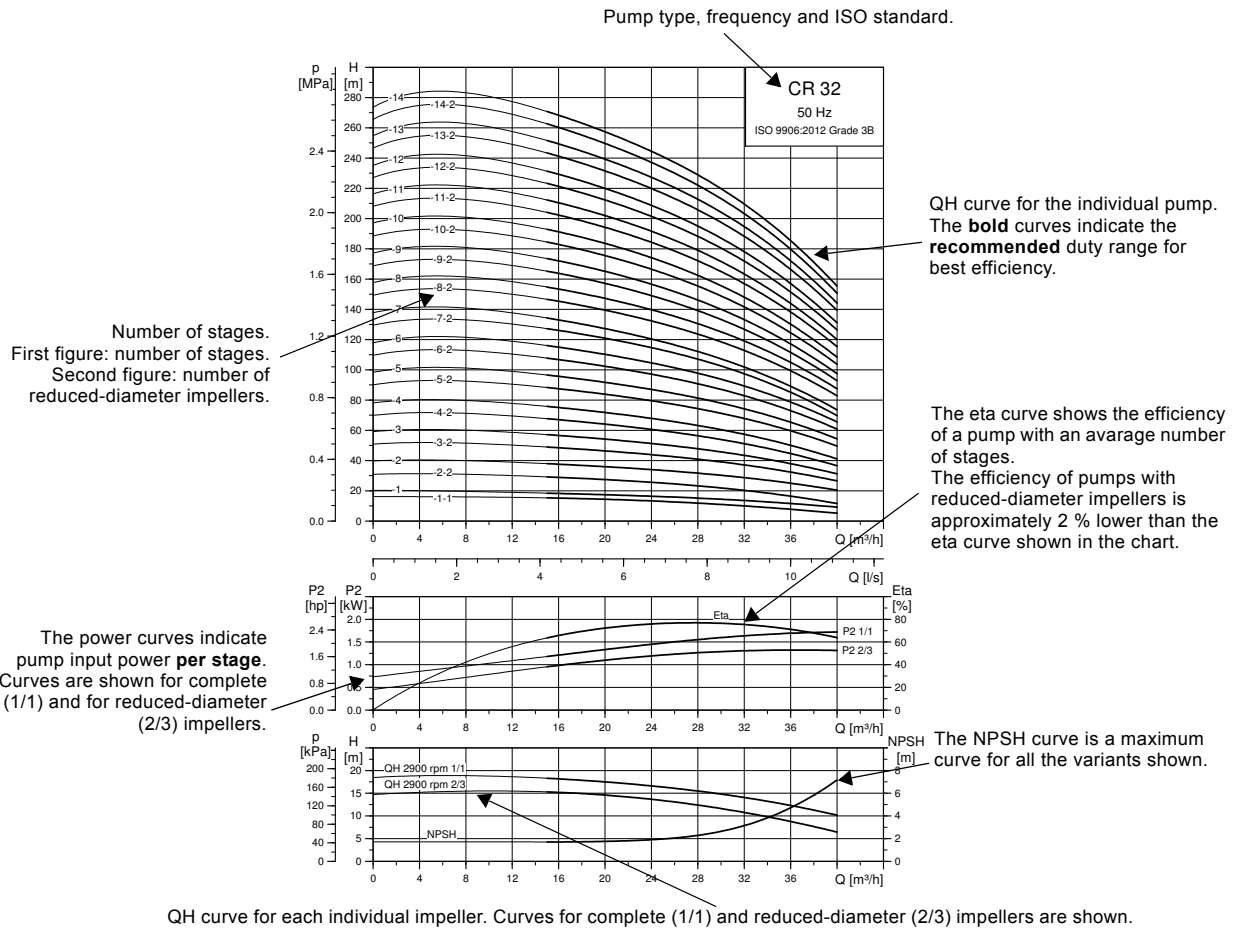 Pump type, frequency and ISO standard.
p
[MPa]
H
[m]
CR 32
50 Hz
ISO 9906:2012 Grade 3B
280
260
240
220
200
180
160
140
120
100
80
60
40
20
0
2.4
2.0
1.6
1.2
0.8
0.4
0.0
-14
-14-2
-13
-13-2
-12
-12-2
-11
-11-2
-10
-10-2
-9
-9-2
-8
-8-2
-7
-7-2
-6
-6-2
-5
-5-2
-4
-4-2
-3
-3-2
-2
-2-2
-1
-1-1
0 4 8 12 16 20 24 28 32 36 Q [m³/h]
0 2 4 6 8 10 Q [l/s]
QH curve for the individual pump.
The bold curves indicate the
recommended duty range for
best efficiency.
Number of stages.
First figure: number of stages.
Second figure: number of
reduced-diameter impellers.
The eta curve shows the efficiency
of a pump with an avarage number
of stages.
The efficiency of pumps with
reduced-diameter impellers is
approximately 2 % lower than the
eta curve shown in the chart.
P2
[hp]
P2
[kW]
Eta
[%]
2.4
1.6
0.8
0.0
2.0
1.5
1.0
0.5
0.0
80
60
40
20
0
Eta
P2 1/1
P2 2/3
0 4 8 12 16 20 24 28 32 36 Q [m³/h]
The power curves indicate
pump input power per stage.
Curves are shown for complete
(1/1) and for reduced-diameter
(2/3) impellers.
p
[kPa]
H
[m]
NPSH
[m]
200
160
120
80
40
0
20
15
10
5
0
8
6
4
2
0
QH 2900 rpm 1/1
QH 2900 rpm 2/3
NPSH
0 4 8 12 16 20 24 28 32 36 Q [m³/h]
The NPSH curve is a maximum
curve for all the variants shown.
QH curve for each individual impeller. Curves for complete (1/1) and reduced-diameter (2/3) impellers are shown.